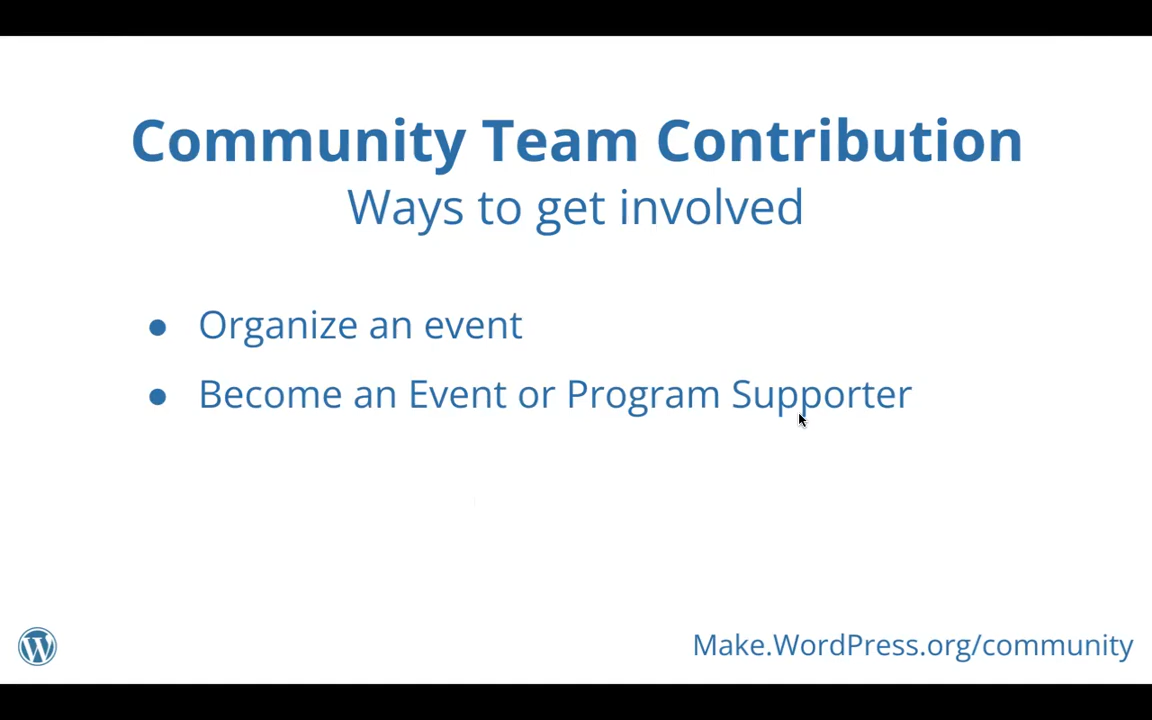 Community Team Contribution
Ways to get involved
● Organize an event
● Become an Event or Program Supporter
Make.WordPress.org/community